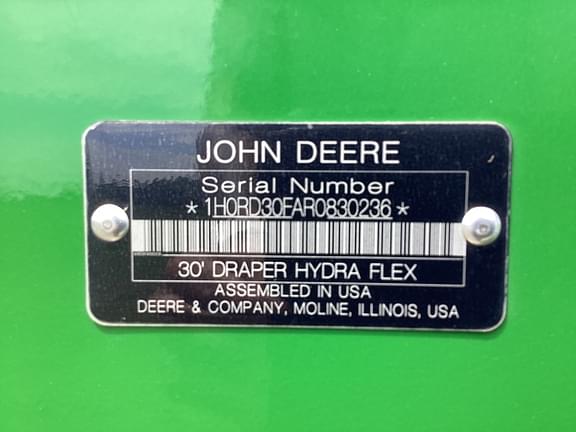 JOHN DEERE
Serial Number
*1H0RD30FAR0830236*
30' DRAPER HYDRA FLEX
ASSEMBLED IN USA
DEERE & COMPANY, MOLINE, ILLINOIS, USA